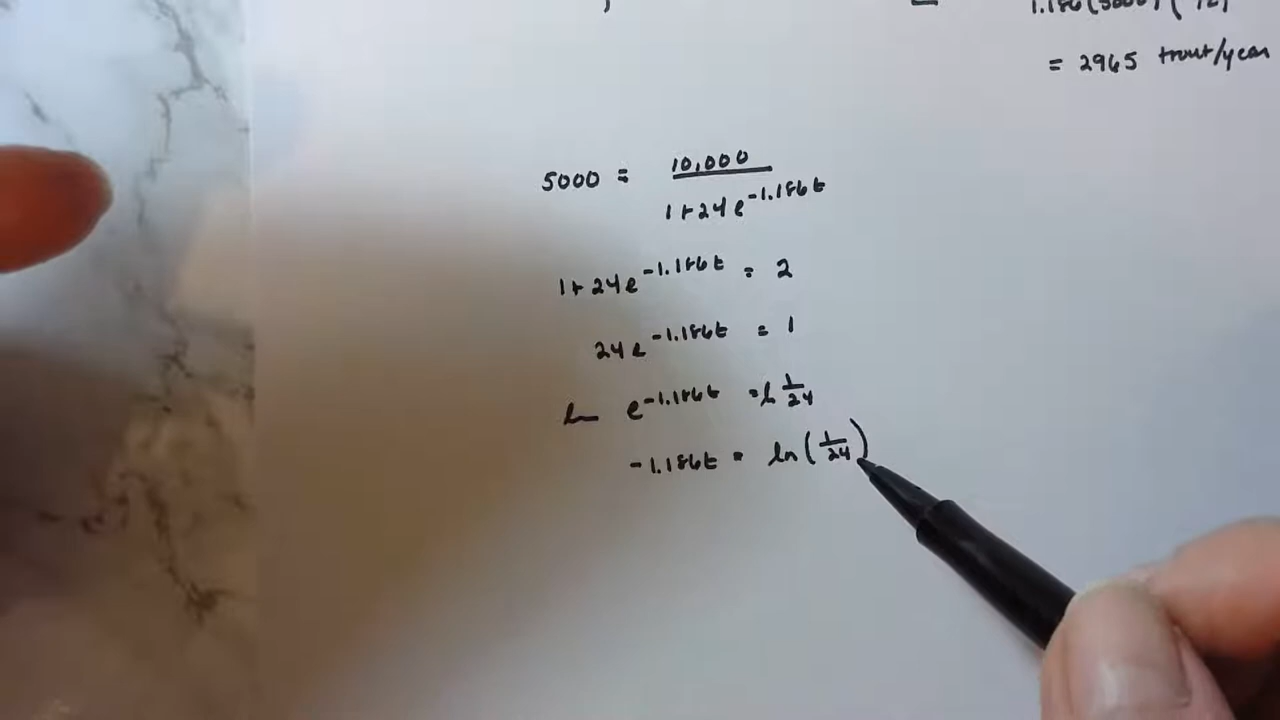 = 2965 trout/year
5000 = 10,000 / 1+24e^-1.186t
1+24e^-1.186t = 2
24e^-1.186t = 1
ln e^-1.186t = ln 1/24
-1.186t = ln(1/24)